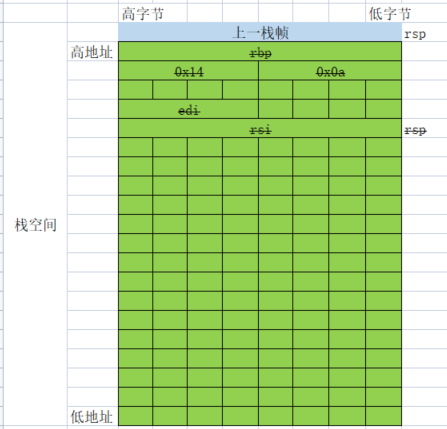 高字节 低字节
上一栈帧 rsp
高地址 rbp
0x14 0x0a
edi
rsi rsp
栈空间
低地址